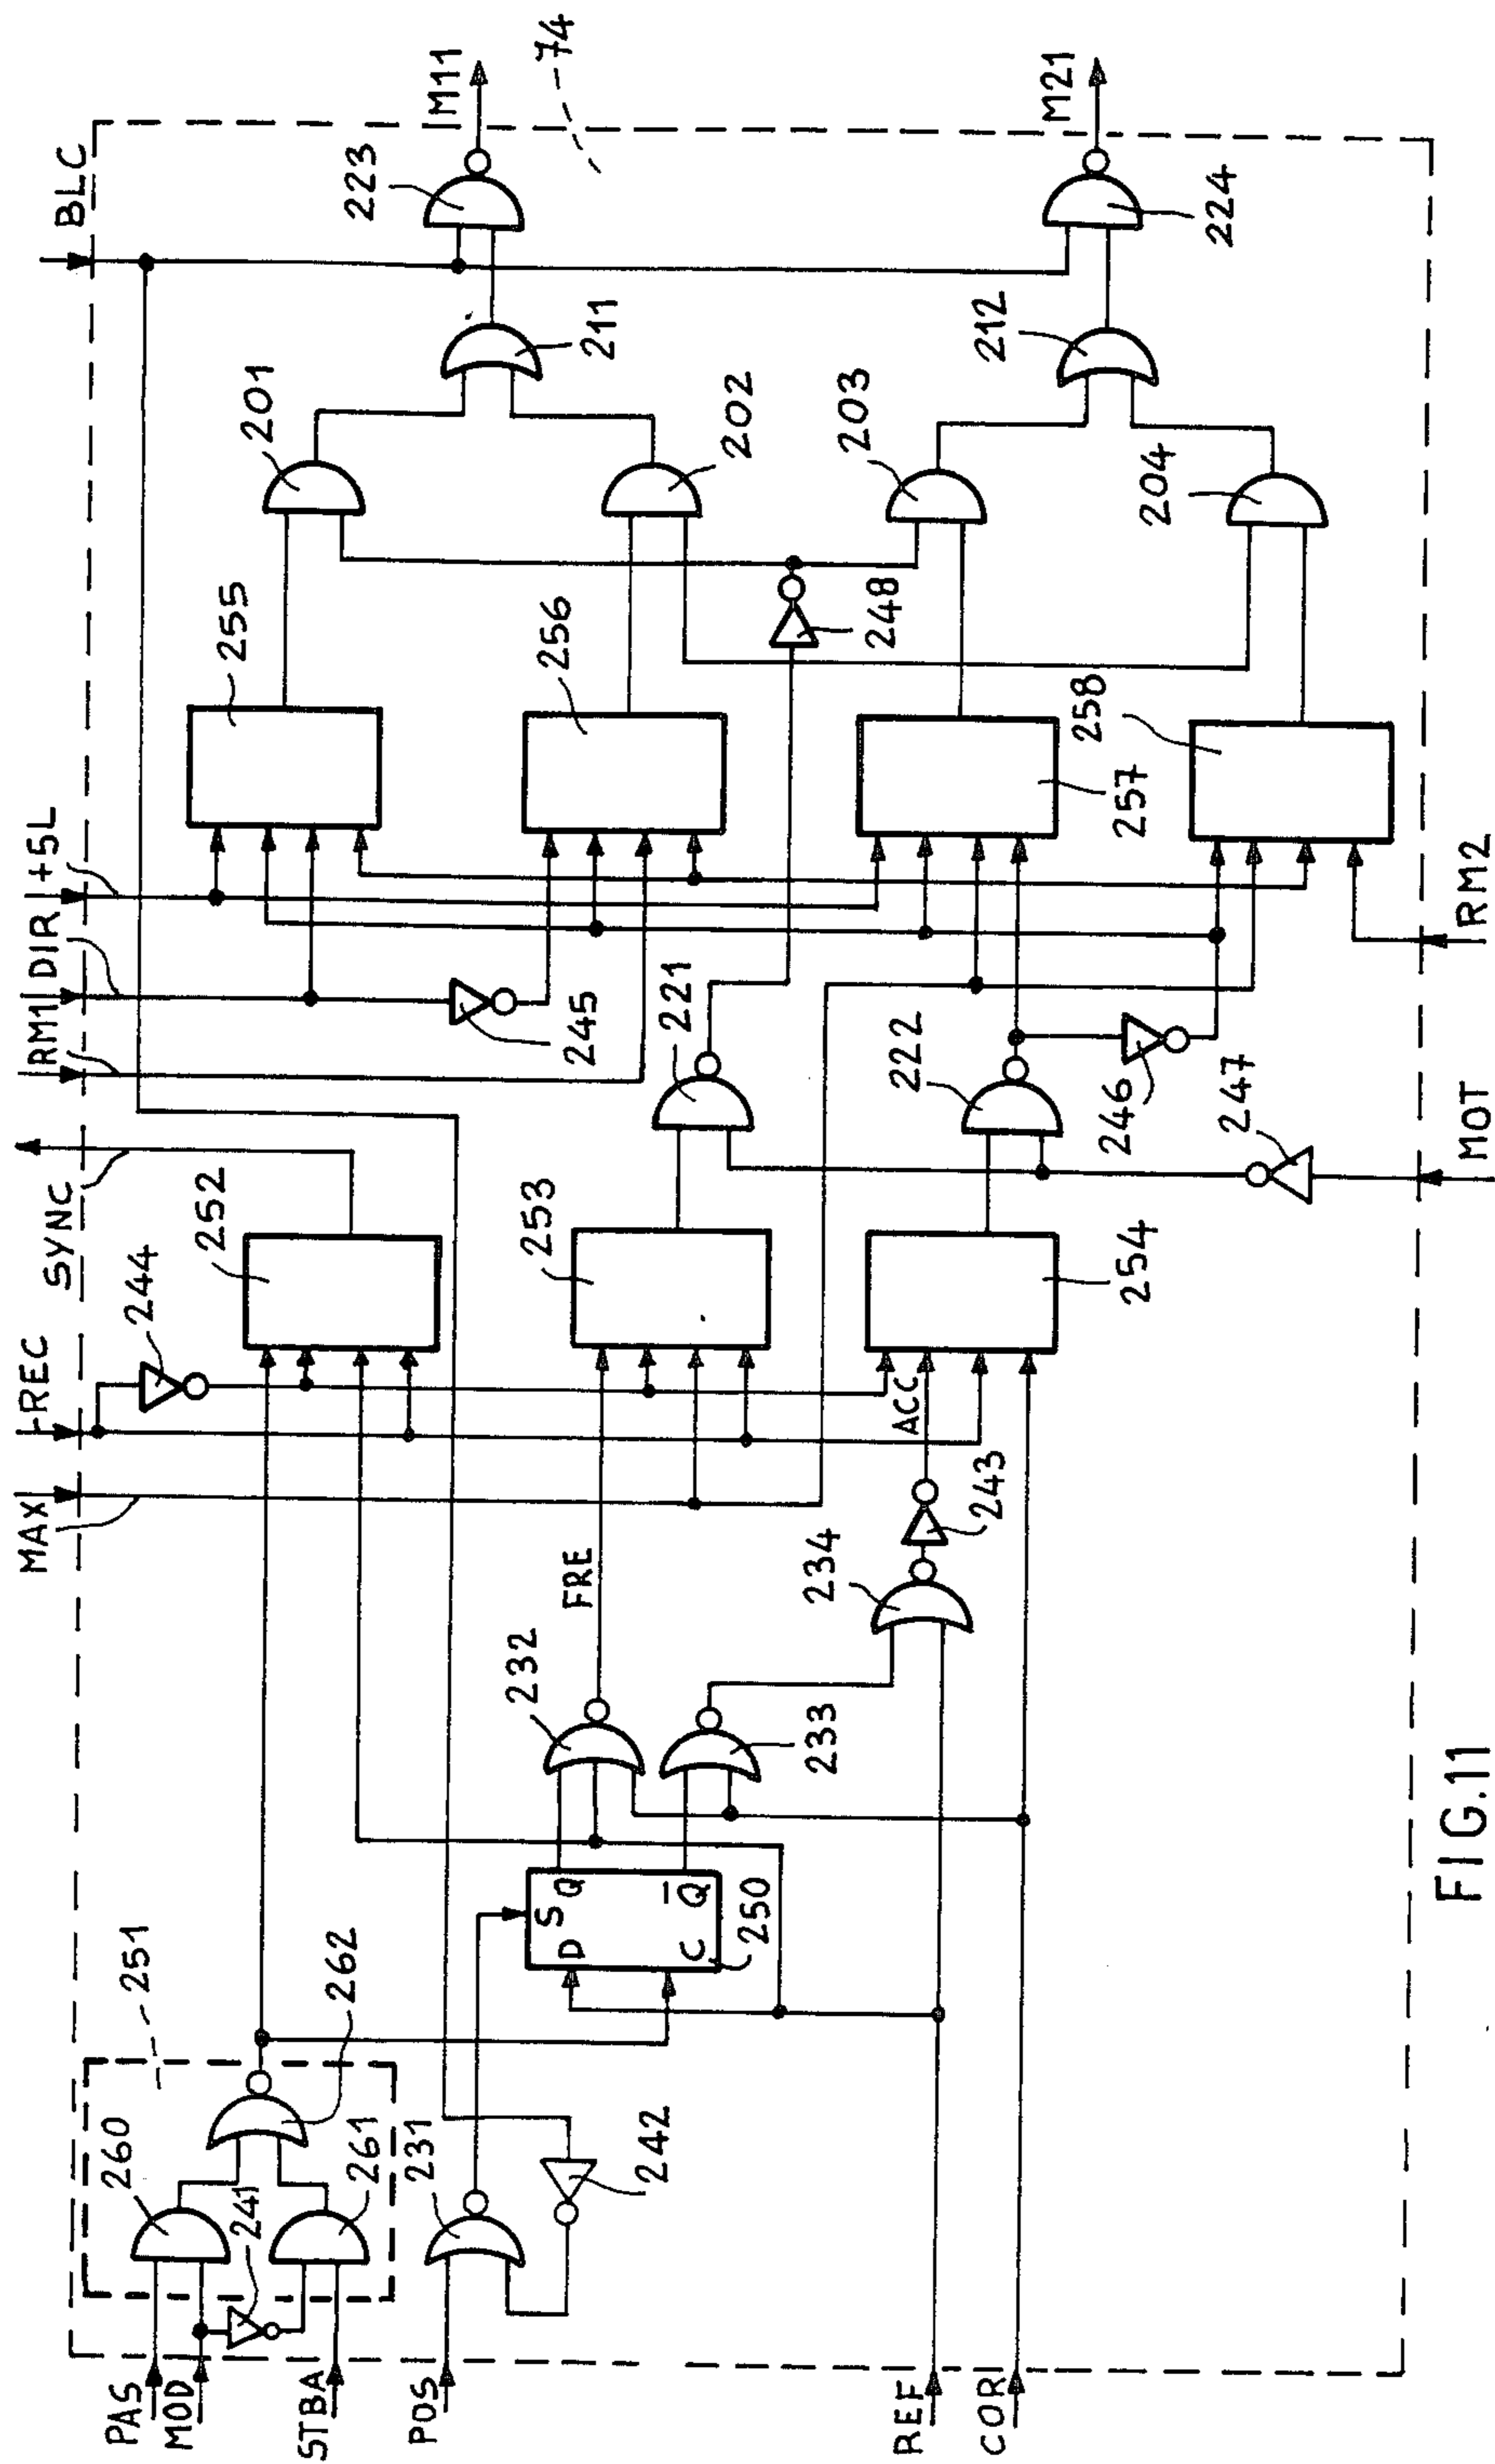 PAS
MOD
STBA
POS
REF
COR
MAX
FREC
SYNC
RM1
DIR
+5L
BLC
260
241
261
251
262
231
242
S
D
Q
C
Q̅
250
232
233
FRE
234
243
ACC
244
252
253
254
221
222
245
246
247
MOT
255
256
257
258
RM2
248
201
202
203
204
211
212
223
224
M11
M21
74
FIG.11